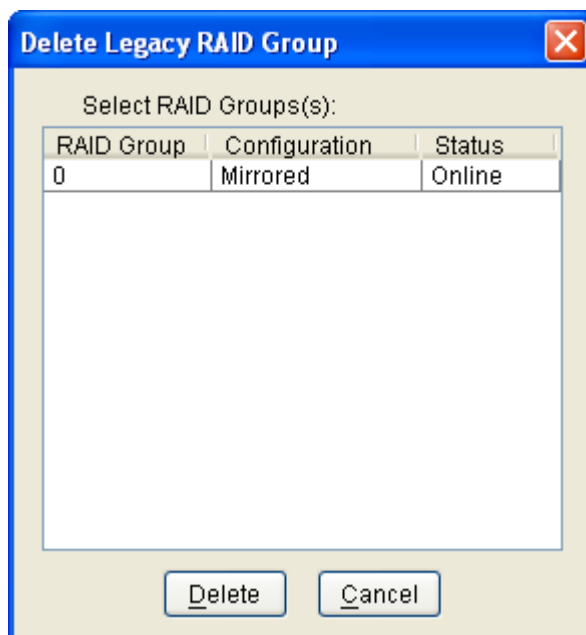 Delete Legacy RAID Group
Select RAID Groups(s):
RAID Group Configuration Status
0 Mirrored Online
Delete Cancel